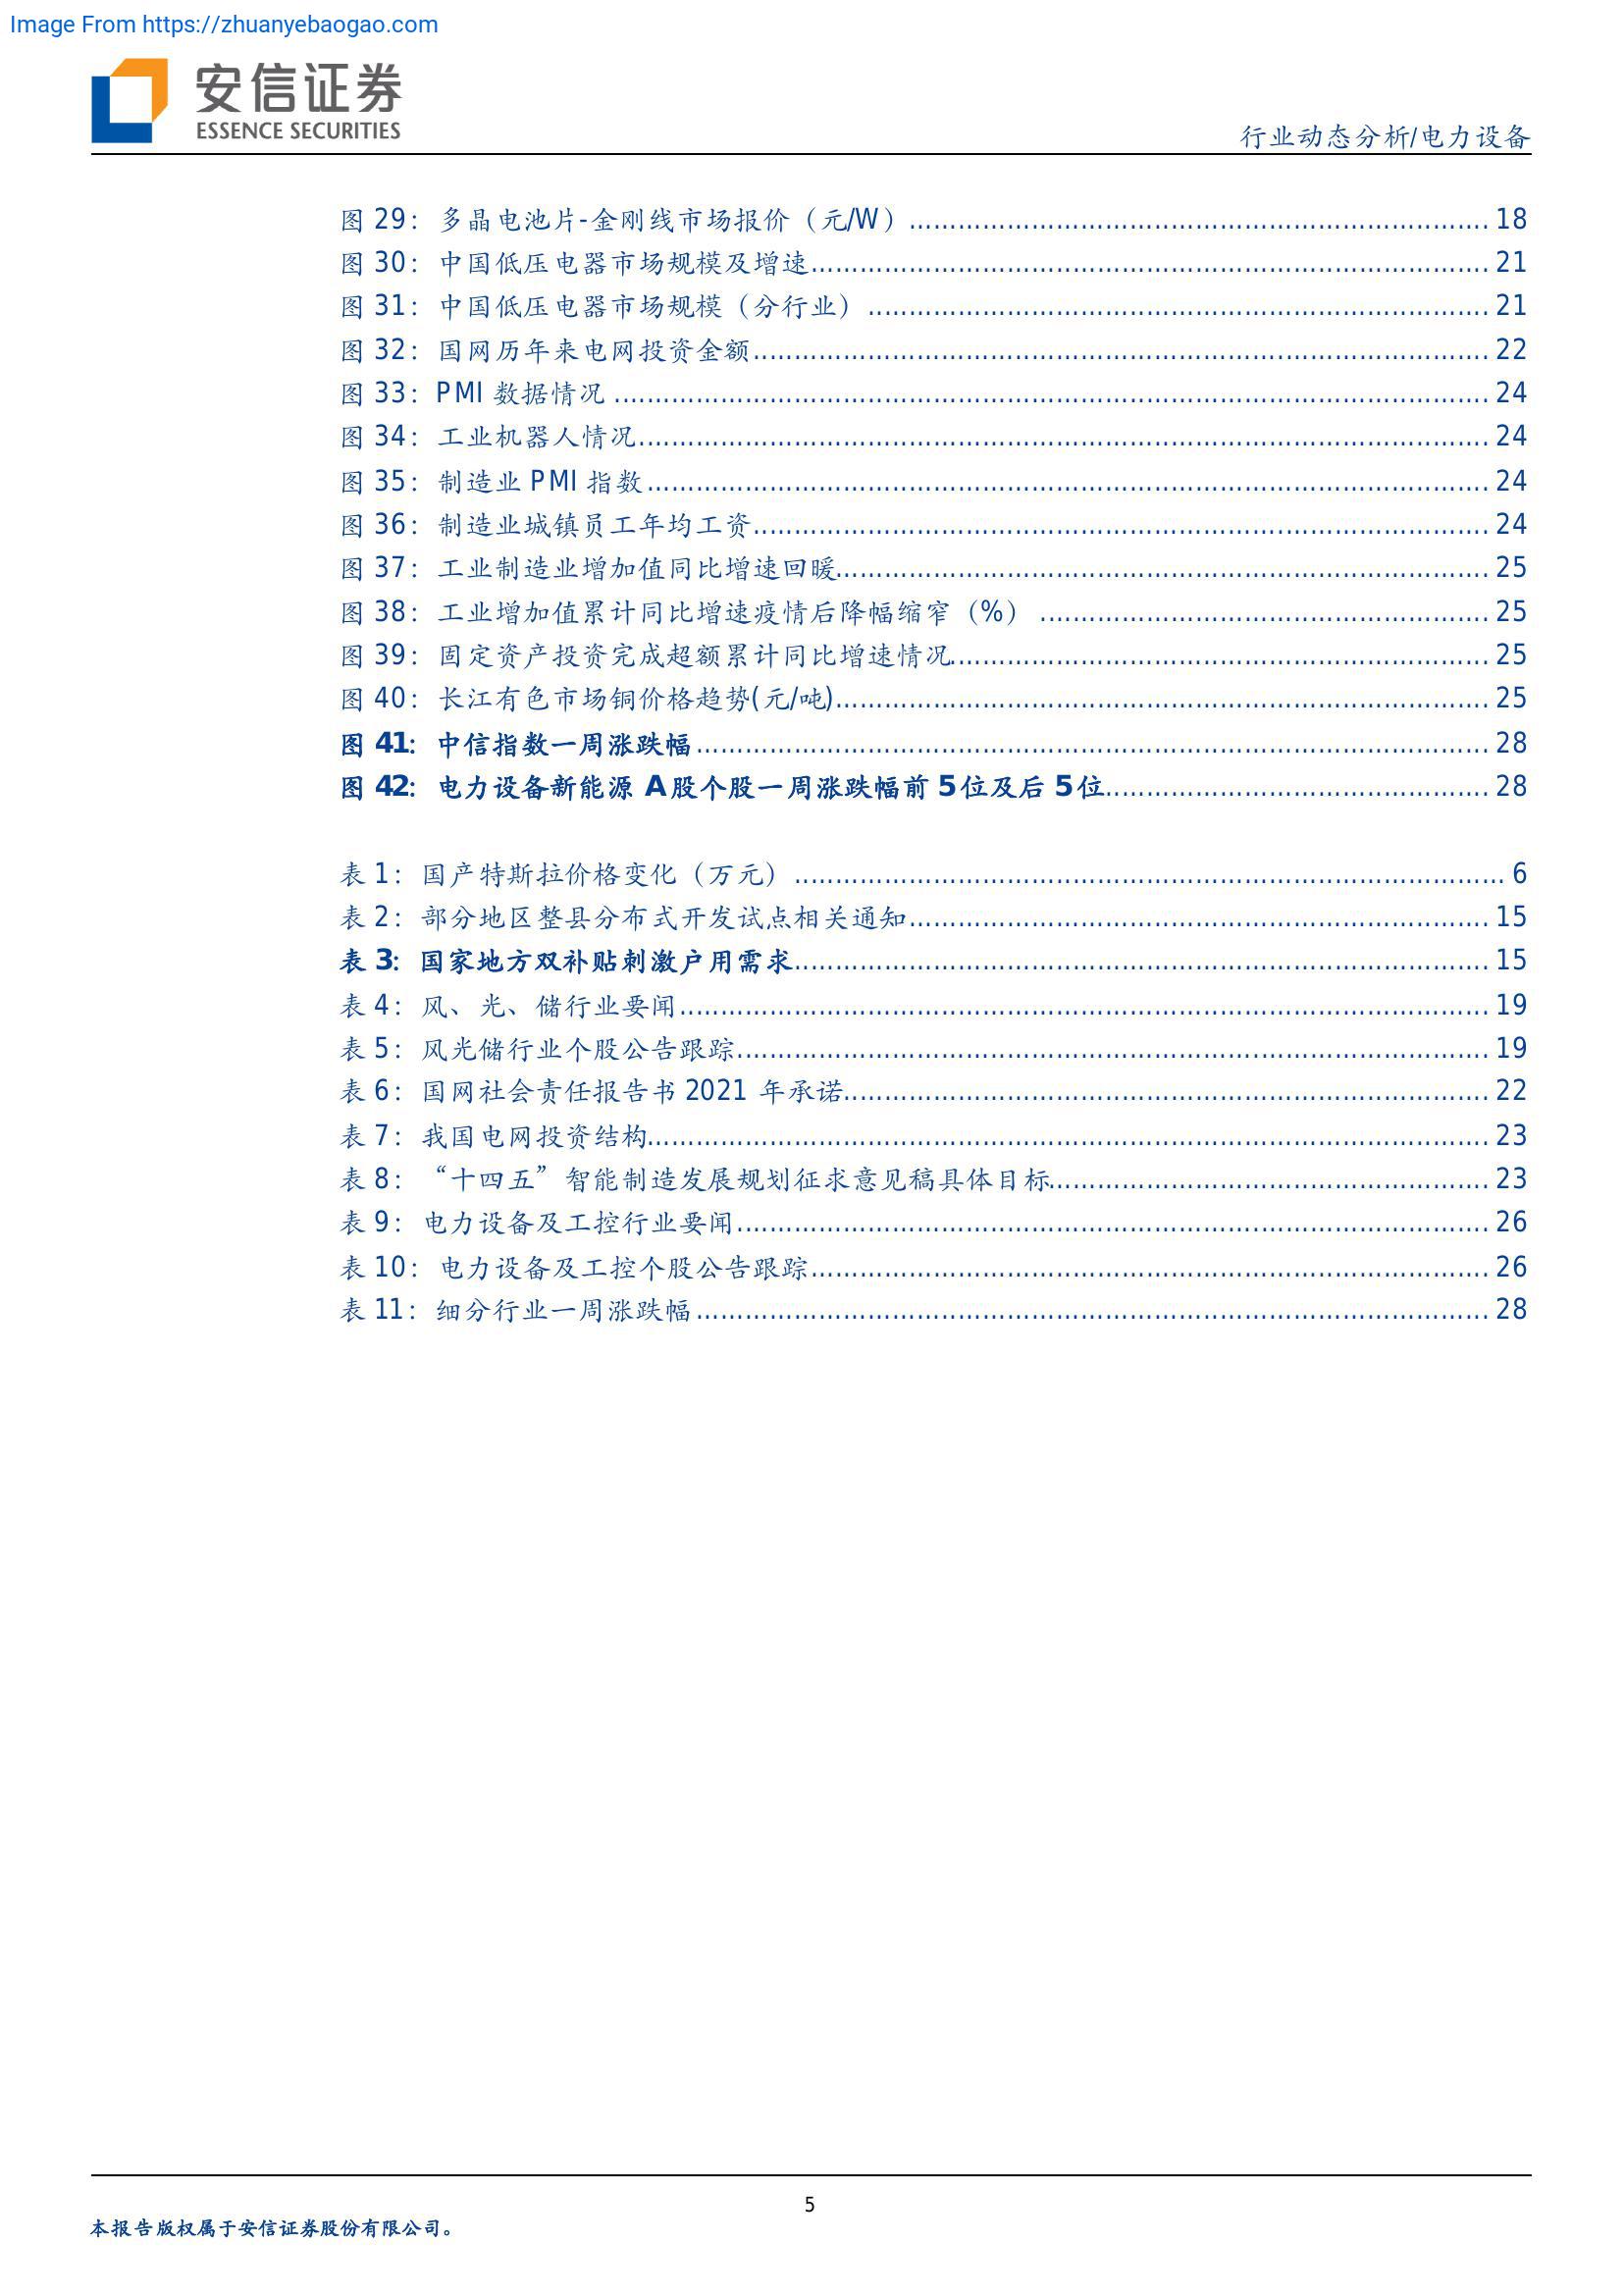 Image From https://zhuanyebaogao.com
安信证券
ESSENCE SECURITIES
行业动态分析/电力设备
图 29：多晶电池片-金刚线市场报价（元/W）........................................................................ 18
图 30：中国低压电器市场规模及增速.................................................................................... 21
图 31：中国低压电器市场规模（分行业）............................................................................. 21
图 32：国网历年来电网投资金额........................................................................................... 22
图 33：PMI 数据情况............................................................................................................ 24
图 34：工业机器人情况......................................................................................................... 24
图 35：制造业 PMI 指数........................................................................................................ 24
图 36：制造业城镇员工年均工资........................................................................................... 24
图 37：工业制造业增加值同比增速回暖................................................................................. 25
图 38：工业增加值累计同比增速疫情后降幅缩窄（%）........................................................ 25
图 39：固定资产投资完成超额累计同比增速情况................................................................... 25
图 40：长江有色市场铜价格趋势(元/吨)................................................................................. 25
图 41：中信指数一周涨跌幅.................................................................................................. 28
图 42：电力设备新能源 A 股个股一周涨跌幅前 5 位及后 5 位................................................ 28
表 1：国产特斯拉价格变化（万元）........................................................................................ 6
表 2：部分地区整县分布式开发试点相关通知........................................................................ 15
表 3：国家地方双补贴刺激户用需求...................................................................................... 15
表 4：风、光、储行业要闻.................................................................................................... 19
表 5：风光储行业个股公告跟踪............................................................................................. 19
表 6：国网社会责任报告书 2021 年承诺................................................................................ 22
表 7：我国电网投资结构........................................................................................................ 23
表 8：“十四五”智能制造发展规划征求意见稿具体目标....................................................... 23
表 9：电力设备及工控行业要闻............................................................................................. 26
表 10：电力设备及工控个股公告跟踪.................................................................................... 26
表 11：细分行业一周涨跌幅.................................................................................................. 28
5
本报告版权属于安信证券股份有限公司。